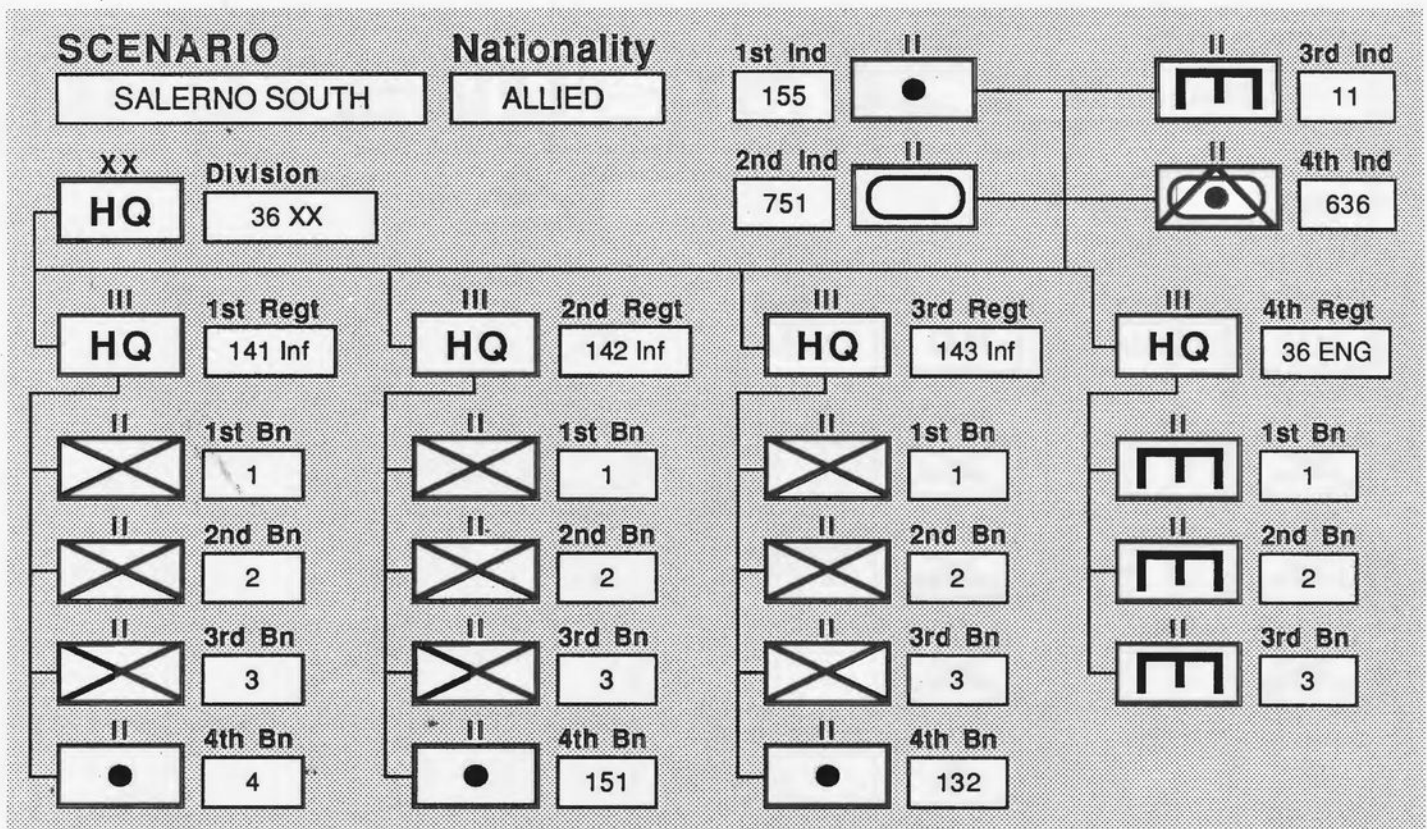 SCENARIO Nationality
SALERNO SOUTH ALLIED
1st Ind II II 3rd Ind
155 11
2nd Ind II II 4th Ind
751 636
XX Division
HQ 36 XX
III 1st Regt III 2nd Regt III 3rd Regt III 4th Regt
HQ 141 Inf HQ 142 Inf HQ 143 Inf HQ 36 ENG
II 1st Bn II 1st Bn II 1st Bn II 1st Bn
1 1 1 1
II 2nd Bn II 2nd Bn II 2nd Bn II 2nd Bn
2 2 2 2
II 3rd Bn II 3rd Bn II 3rd Bn II 3rd Bn
3 3 3 3
II 4th Bn II 4th Bn II 4th Bn
4 151 132